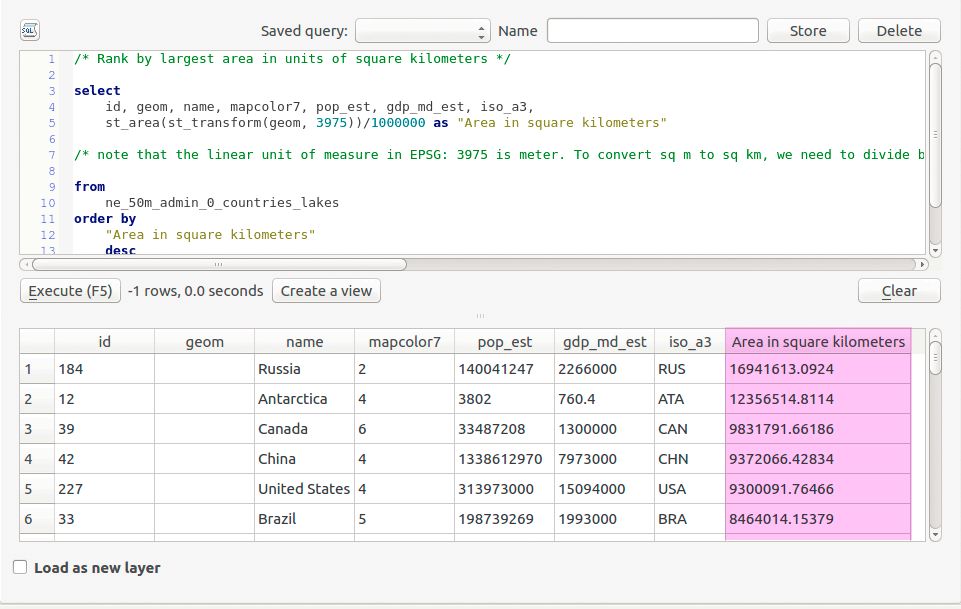 SQL
Saved query: Name Store Delete
1 /* Rank by largest area in units of square kilometers */
2
3 select
4 id, geom, name, mapcolor7, pop_est, gdp_md_est, iso_a3,
5 st_area(st_transform(geom, 3975))/1000000 as "Area in square kilometers"
6
7 /* note that the linear unit of measure in EPSG: 3975 is meter. To convert sq m to sq km, we need to divide b
8
9 from
10 ne_50m_admin_0_countries_lakes
11 order by
12 "Area in square kilometers"
13 desc
Execute (F5) -1 rows, 0.0 seconds Create a view Clear
id geom name mapcolor7 pop_est gdp_md_est iso_a3 Area in square kilometers
1 184 Russia 2 140041247 2266000 RUS 16941613.0924
2 12 Antarctica 4 3802 760.4 ATA 12356514.8114
3 39 Canada 6 33487208 1300000 CAN 9831791.66186
4 42 China 4 1338612970 7973000 CHN 9372066.42834
5 227 United States 4 313973000 15094000 USA 9300091.76466
6 33 Brazil 5 198739269 1993000 BRA 8464014.15379
Load as new layer